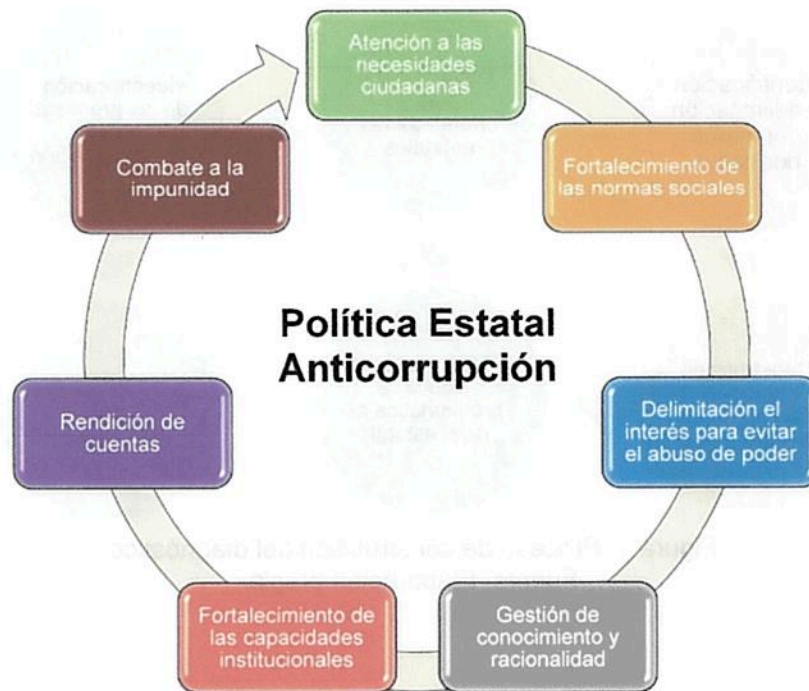 Atención a las
necesidades
ciudadanas
Fortalecimiento de
las normas sociales
Delimitación el
interés para evitar
el abuso de poder
Gestión de
conocimiento y
racionalidad
Fortalecimiento de
las capacidades
institucionales
Rendición de
cuentas
Combate a la
impunidad
Política Estatal
Anticorrupción